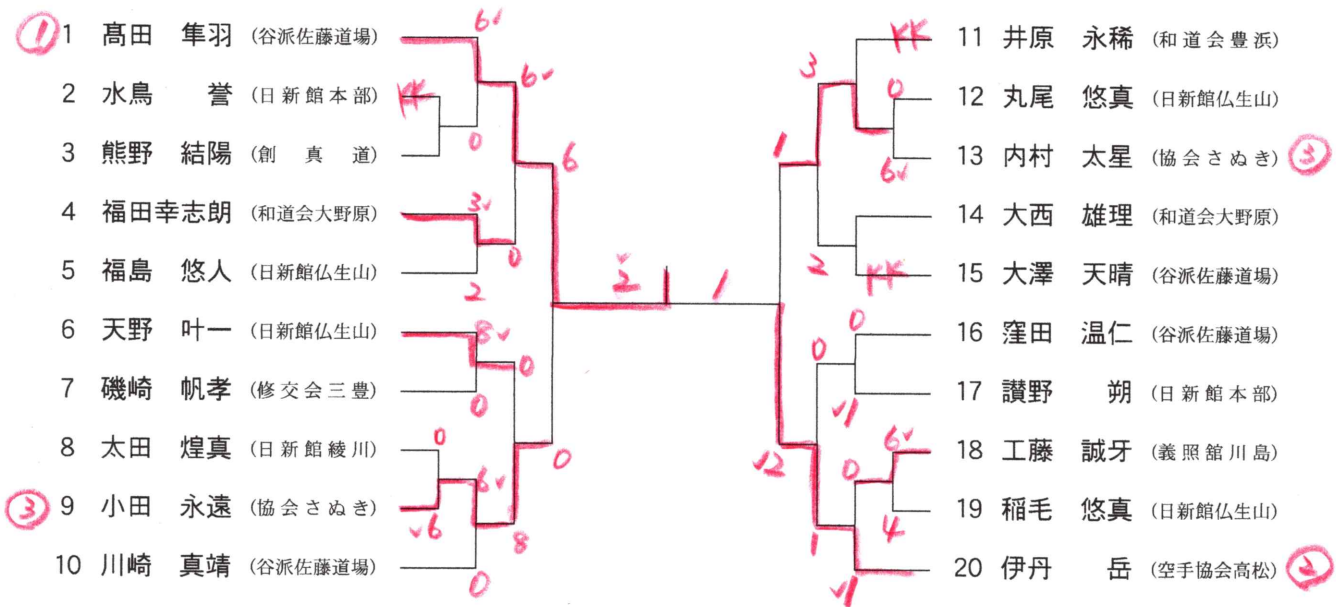 ① 1 髙田 隼羽 (谷派佐藤道場)
2 水鳥 誉 (日新館本部)
3 熊野 結陽 (創真道)
4 福田幸志朗 (和道会大野原)
5 福島 悠人 (日新館仏生山)
6 天野 叶一 (日新館仏生山)
7 磯崎 帆孝 (修交会三豊)
8 太田 煌真 (日新館綾川)
③ 9 小田 永遠 (協会さぬき)
10 川崎 真靖 (谷派佐藤道場)
6✓
KK
6✓
0
6
3✓
0
2
8✓
0
0
0
6✓
0
✓6
8
0
✓
2
1
11 井原 永稀 (和道会豊浜)
12 丸尾 悠真 (日新館仏生山)
13 内村 太星 (協会さぬき) ③
14 大西 雄理 (和道会大野原)
15 大澤 天晴 (谷派佐藤道場)
16 窪田 温仁 (谷派佐藤道場)
17 讃野 朔 (日新館本部)
18 工藤 誠牙 (義照舘川島)
19 稲毛 悠真 (日新館仏生山)
20 伊丹 岳 (空手協会高松) ②
KK
3
0
1
6✓
2
KK
0
0
✓1
6✓
0
✓2
4
1
✓1